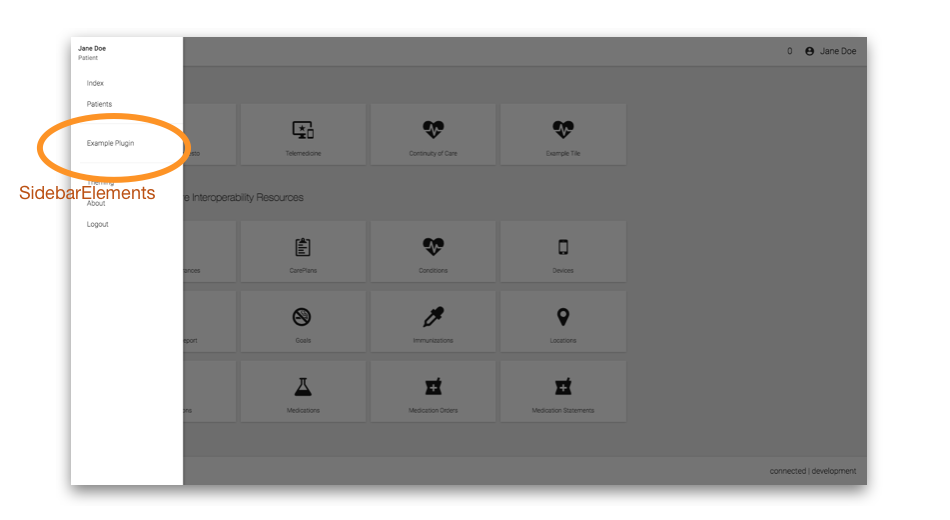 Jane Doe
Patient
0 Jane Doe
Index
Patients
Example Plugin
Theming
SidebarElements
About
Logout
Telemedicine
Continuity of Care
Example Tile
e Interoperability Resources
CarePlans
Conditions
Devices
Goals
Immunizations
Locations
Medications
Medication Orders
Medication Statements
connected | development